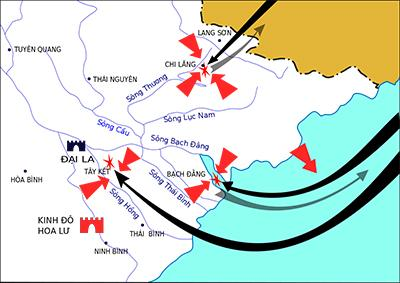 LANG SƠN
TUYÊN QUANG
CHI LĂNG
THÁI NGUYÊN
Sông Thương
Sông Lục Nam
Sông Cầu
Sông Bạch Đằng
ĐẠI LA
TÂY KẾT
BẠCH ĐẰNG
HÒA BÌNH
Sông Thái Bình
Sông Hồng
KINH ĐÔ
HOA LƯ
THÁI BÌNH
NINH BÌNH